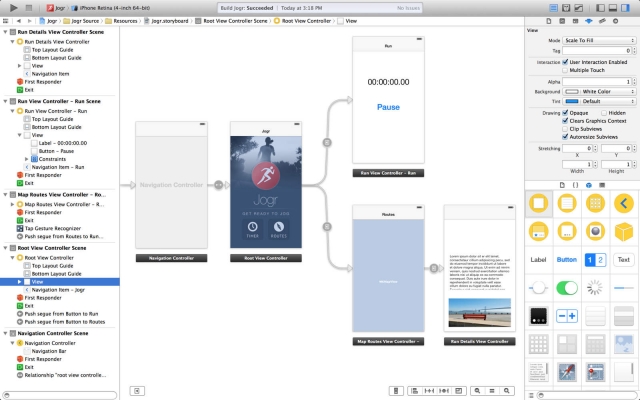 Jogr
iPhone Retina (4-inch 64-bit)
Build Jogr: Succeeded
Today at 3:18 PM
No Issues
Jogr
Jogr Source
Resources
Jogr.storyboard
Root View Controller Scene
Root View Controller
View
Run Details View Controller Scene
Run Details View Controller
Top Layout Guide
Bottom Layout Guide
View
Navigation Item
First Responder
Exit
Run View Controller – Run Scene
Run View Controller – Run
Top Layout Guide
Bottom Layout Guide
View
Label – 00:00:00.00
Button – Pause
Constraints
Navigation Item – Run
First Responder
Exit
Map Routes View Controller – Ro...
Map Routes View Controller – R...
First Responder
Exit
Tap Gesture Recognizer
Push segue from Routes to Run...
Root View Controller Scene
Root View Controller
Top Layout Guide
Bottom Layout Guide
View
Navigation Item – Jogr
First Responder
Exit
Push segue from Button to Run
Push segue from Button to Routes
Navigation Controller Scene
Navigation Controller
Navigation Bar
First Responder
Exit
Relationship "root view controlle...
Navigation Controller
Navigation Controller
Jogr
Jogr
GET READY TO JOG
TIMER
ROUTES
Root View Controller
Run
00:00:00.00
Pause
Run View Controller – Run
Routes
Map Routes View Controller –
Run Details View Controller
View
Mode
Scale To Fill
Tag
0
Interaction
User Interaction Enabled
Multiple Touch
Alpha
1
Background
White Color
Tint
Default
Drawing
Opaque
Hidden
Clears Graphics Context
Clip Subviews
Autoresize Subviews
Stretching
0
0
X
Y
1
1
Width
Height
Label
Button
1 2
Text